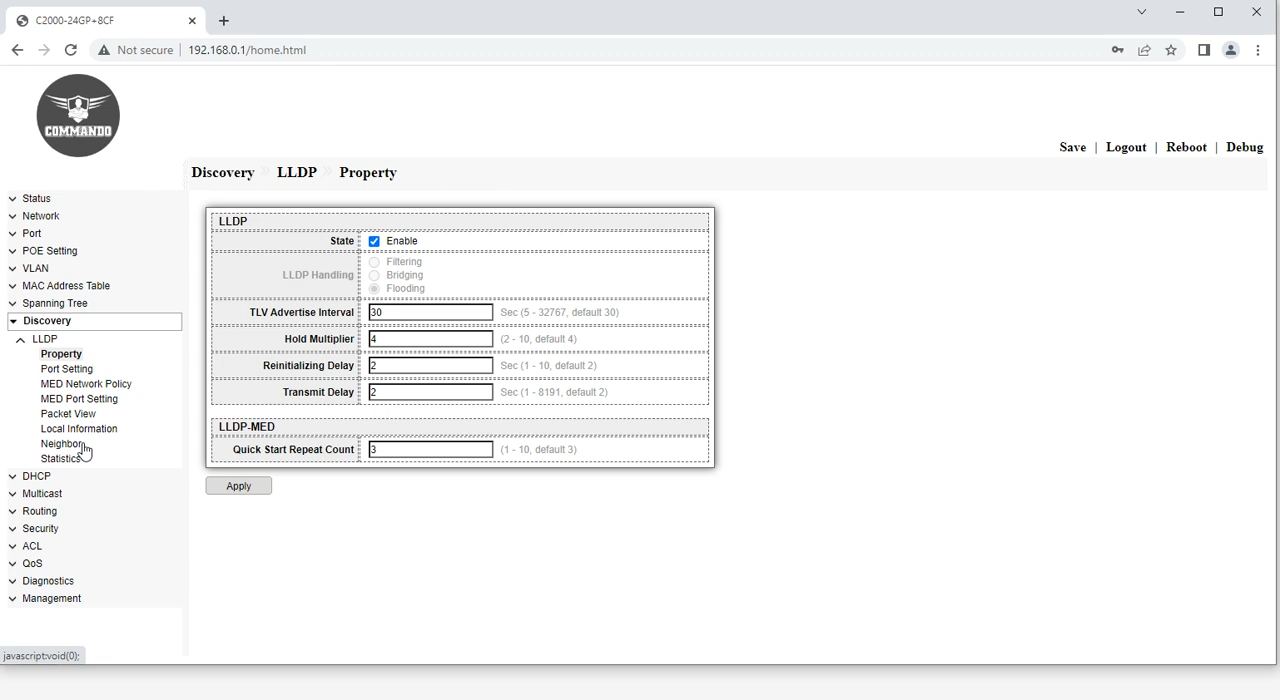 C2000-24GP+8CF
Not secure
192.168.0.1/home.html
COMMANDO
Save | Logout | Reboot | Debug
Discovery » LLDP » Property
Status
Network
Port
POE Setting
VLAN
MAC Address Table
Spanning Tree
Discovery
LLDP
Property
Port Setting
MED Network Policy
MED Port Setting
Packet View
Local Information
Neighbor
Statistics
DHCP
Multicast
Routing
Security
ACL
QoS
Diagnostics
Management
LLDP
State Enable
LLDP Handling
Filtering
Bridging
Flooding
TLV Advertise Interval 30 Sec (5 - 32767, default 30)
Hold Multiplier 4 (2 - 10, default 4)
Reinitializing Delay 2 Sec (1 - 10, default 2)
Transmit Delay 2 Sec (1 - 8191, default 2)
LLDP-MED
Quick Start Repeat Count 3 (1 - 10, default 3)
Apply
javascript:void(0);